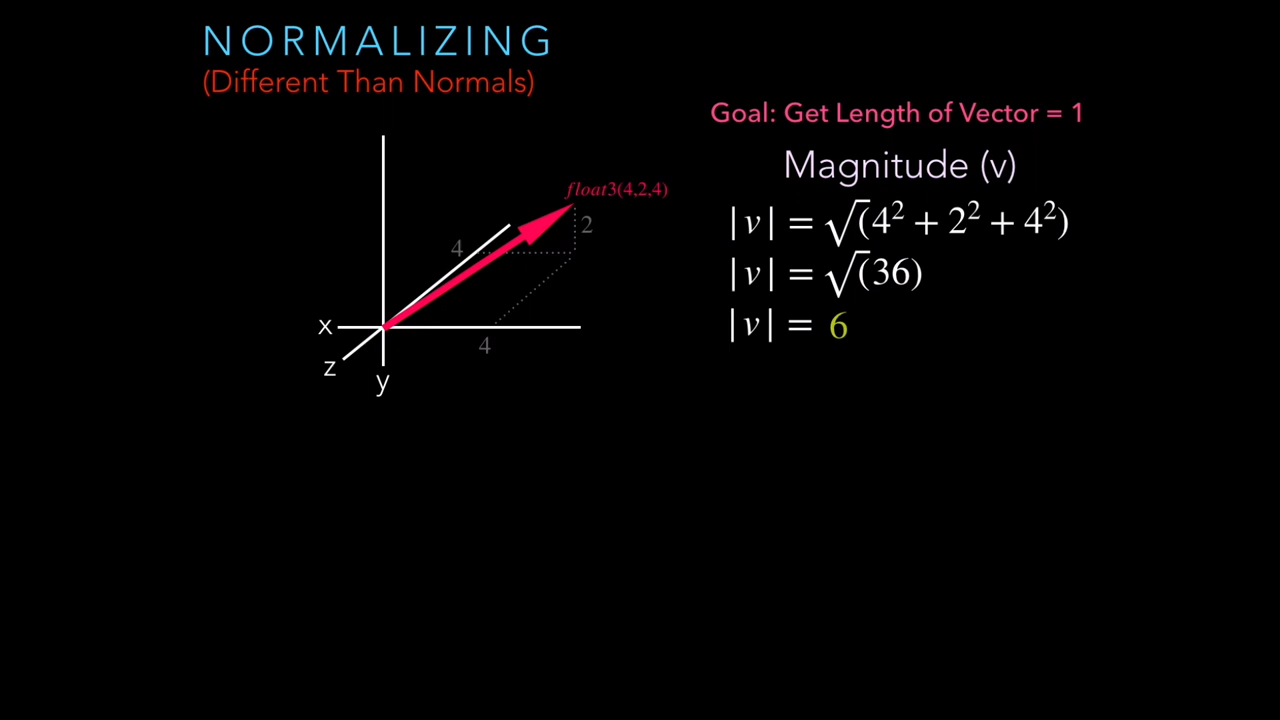 NORMALIZING
(Different Than Normals)
Goal: Get Length of Vector = 1
Magnitude (v)
float3(4,2,4)
|v| = √(4² + 2² + 4²)
2
4
|v| = √(36)
x
|v| = 6
4
z
y